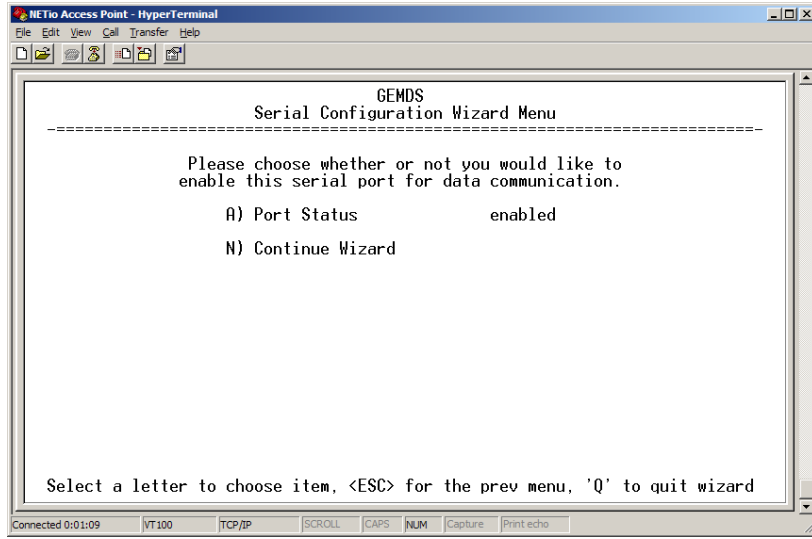 NETio Access Point - HyperTerminal
File Edit View Call Transfer Help
GEMDS
Serial Configuration Wizard Menu
-==========================================================================-
Please choose whether or not you would like to
enable this serial port for data communication.
A) Port Status enabled
N) Continue Wizard
Select a letter to choose item, <ESC> for the prev menu, 'Q' to quit wizard
Connected 0:01:09 VT100 TCP/IP SCROLL CAPS NUM Capture Print echo